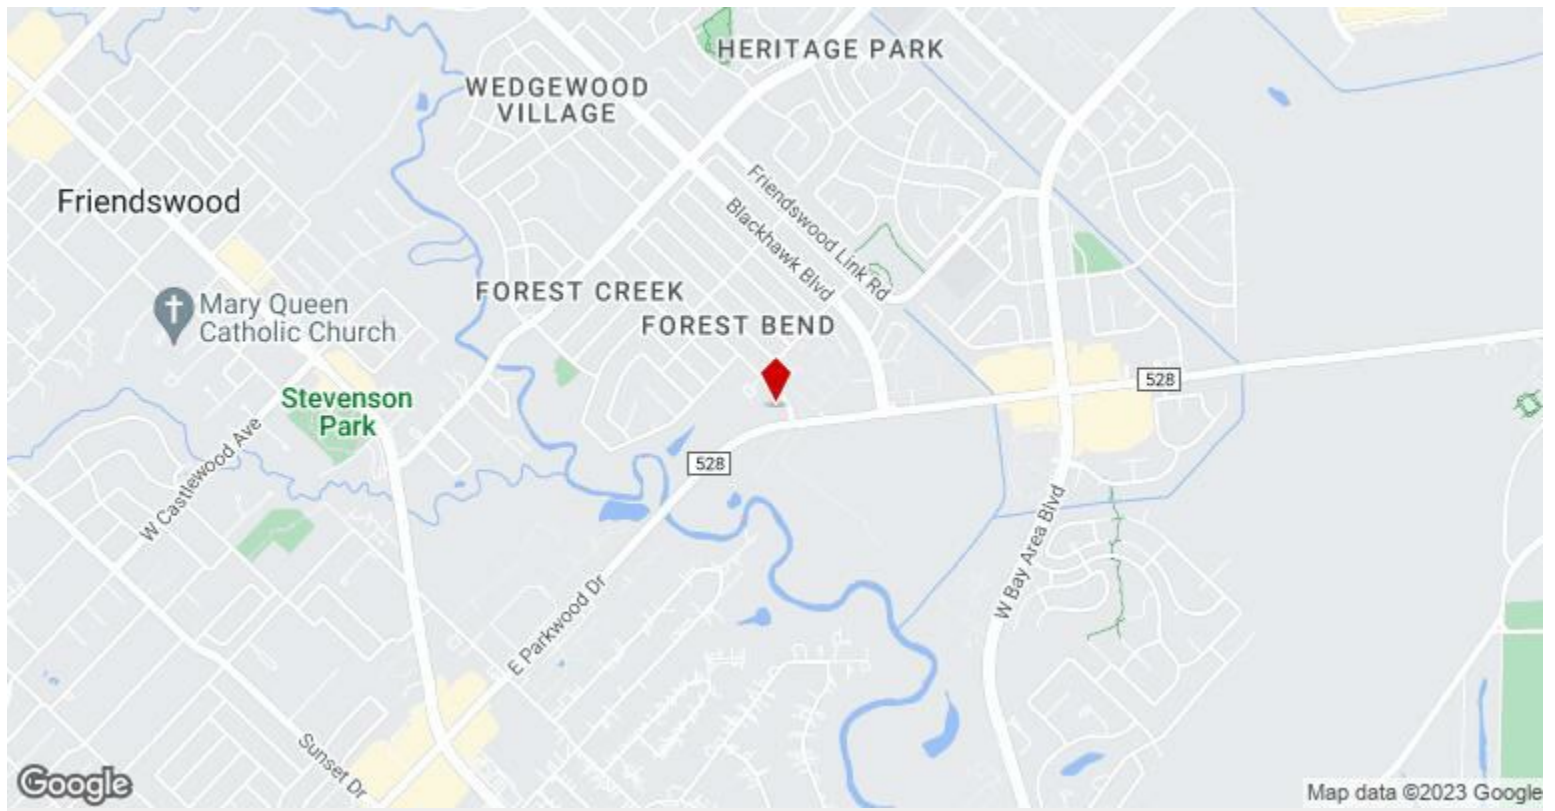 HERITAGE PARK
WEDGEWOOD
VILLAGE
Friendswood
Friendswood Link Rd
Blackhawk Blvd
FOREST CREEK
Mary Queen
Catholic Church
FOREST BEND
528
Stevenson
Park
W Castlewood Ave
528
W Bay Area Blvd
E Parkwood Dr
Sunset Dr
Google
Map data ©2023 Google